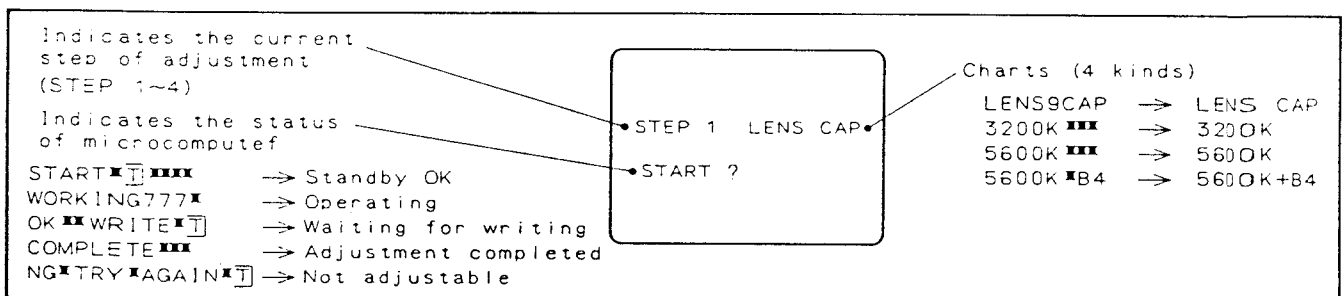 Indicates the current
step of adjustment
(STEP 1~4)
Indicates the status
of microcomputef
START⌶T⌶⌶⌶⌶ → Standby OK
WORKING777⌶ → Operating
OK⌶⌶WRITE⌶T → Waiting for writing
COMPLETE⌶⌶⌶ → Adjustment completed
NG⌶TRY⌶AGAIN⌶T → Not adjustable
STEP 1 LENS CAP
START ?
Charts (4 kinds)
LENS9CAP → LENS CAP
3200K⌶⌶⌶ → 3200K
5600K⌶⌶⌶ → 5600K
5600K⌶B4 → 5600K+B4